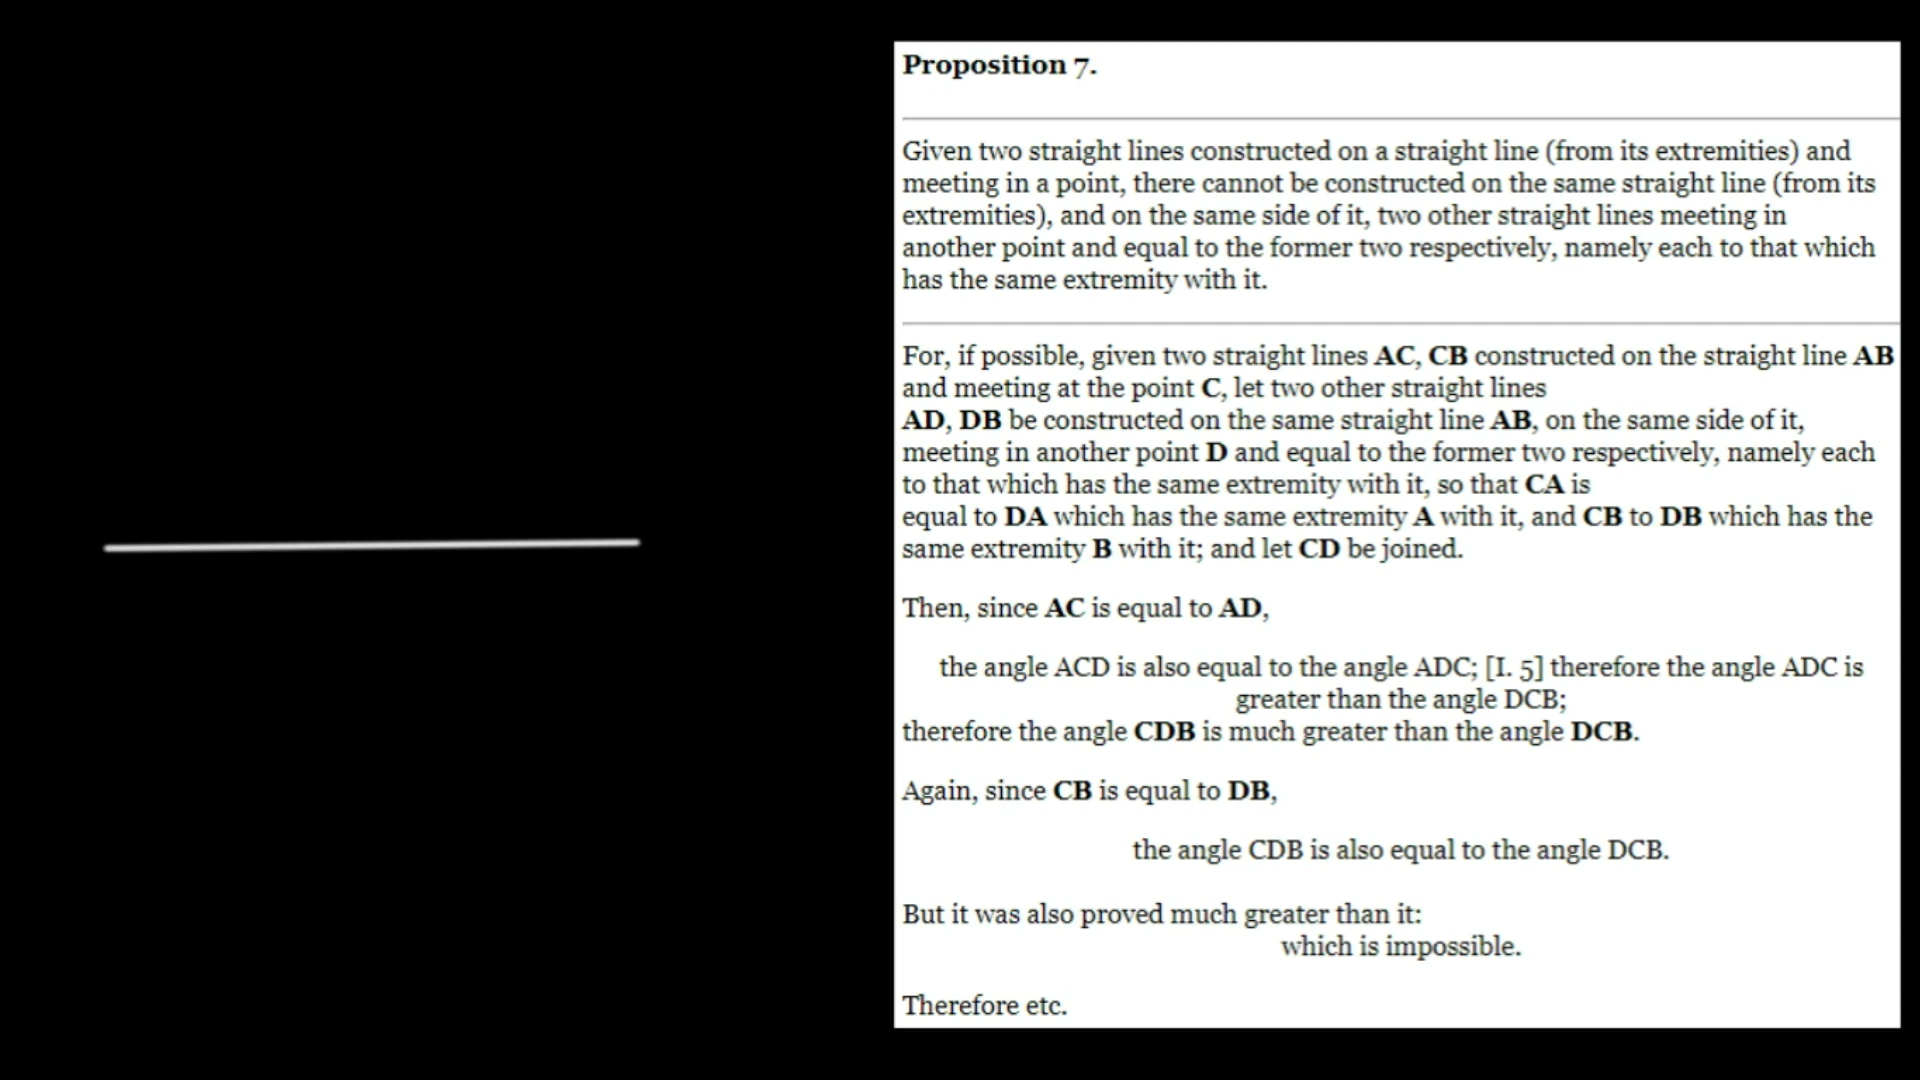 Proposition 7.
Given two straight lines constructed on a straight line (from its extremities) and
meeting in a point, there cannot be constructed on the same straight line (from its
extremities), and on the same side of it, two other straight lines meeting in
another point and equal to the former two respectively, namely each to that which
has the same extremity with it.
For, if possible, given two straight lines AC, CB constructed on the straight line AB
and meeting at the point C, let two other straight lines
AD, DB be constructed on the same straight line AB, on the same side of it,
meeting in another point D and equal to the former two respectively, namely each
to that which has the same extremity with it, so that CA is
equal to DA which has the same extremity A with it, and CB to DB which has the
same extremity B with it; and let CD be joined.
Then, since AC is equal to AD,
the angle ACD is also equal to the angle ADC; [I. 5] therefore the angle ADC is
greater than the angle DCB;
therefore the angle CDB is much greater than the angle DCB.
Again, since CB is equal to DB,
the angle CDB is also equal to the angle DCB.
But it was also proved much greater than it:
which is impossible.
Therefore etc.